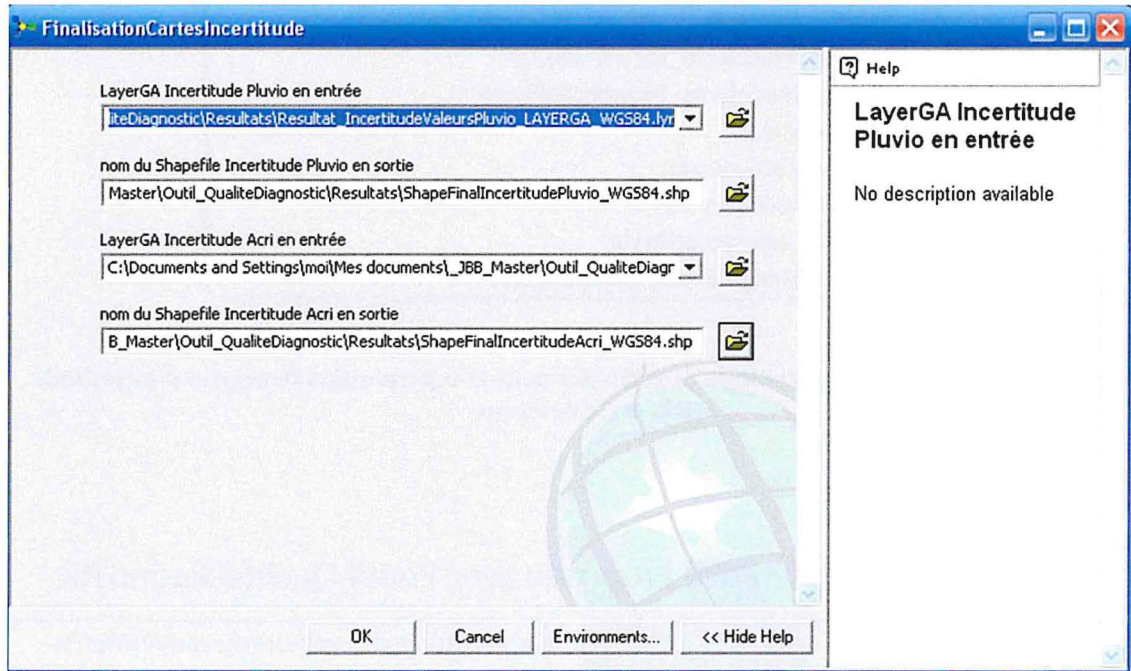 FinalisationCartesIncertitude
LayerGA Incertitude Pluvio en entrée
iteDiagnostic\Resultats\Resultat_IncertitudeValeursPluvio_LAYERGA_WGS84.lyr
nom du Shapefile Incertitude Pluvio en sortie
Master\Outil_QualiteDiagnostic\Resultats\ShapeFinalIncertitudePluvio_WGS84.shp
LayerGA Incertitude Acri en entrée
C:\Documents and Settings\moi\Mes documents\_JBB_Master\Outil_QualiteDiagr
nom du Shapefile Incertitude Acri en sortie
B_Master\Outil_QualiteDiagnostic\Resultats\ShapeFinalIncertitudeAcri_WGS84.shp
OK
Cancel
Environments...
<< Hide Help
Help
LayerGA Incertitude
Pluvio en entrée
No description available